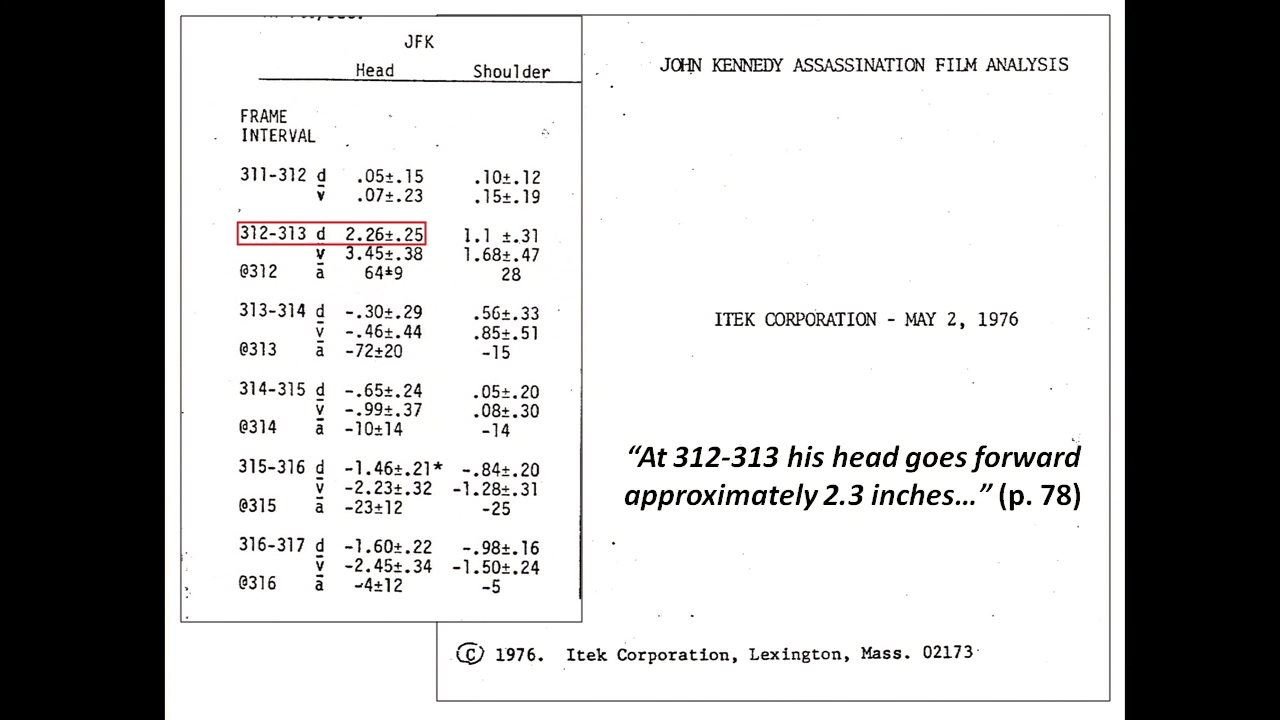 JFK
Head Shoulder
FRAME
INTERVAL
311-312 d .05±.15 .10±.12
v̅ .07±.23 .15±.19
312-313 d 2.26±.25 1.1 ±.31
v̅ 3.45±.38 1.68±.47
@312 a̅ 64±9 28
313-314 d -.30±.29 .56±.33
v̅ -.46±.44 .85±.51
@313 a̅ -72±20 -15
314-315 d -.65±.24 .05±.20
v̅ -.99±.37 .08±.30
@314 a̅ -10±14 -14
315-316 d -1.46±.21* -.84±.20
v̅ -2.23±.32 -1.28±.31
@315 a̅ -23±12 -25
316-317 d -1.60±.22 -.98±.16
v̅ -2.45±.34 -1.50±.24
@316 a̅ -4±12 -5
JOHN KENNEDY ASSASSINATION FILM ANALYSIS
ITEK CORPORATION - MAY 2, 1976
“At 312-313 his head goes forward
approximately 2.3 inches…” (p. 78)
© 1976. Itek Corporation, Lexington, Mass. 02173